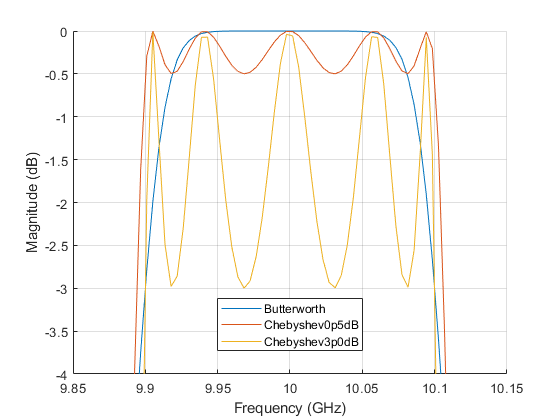 0
-0.5
-1
-1.5
-2
-2.5
-3
-3.5
-4
Magnitude (dB)
Butterworth
Chebyshev0p5dB
Chebyshev3p0dB
9.85 9.9 9.95 10 10.05 10.1 10.15
Frequency (GHz)